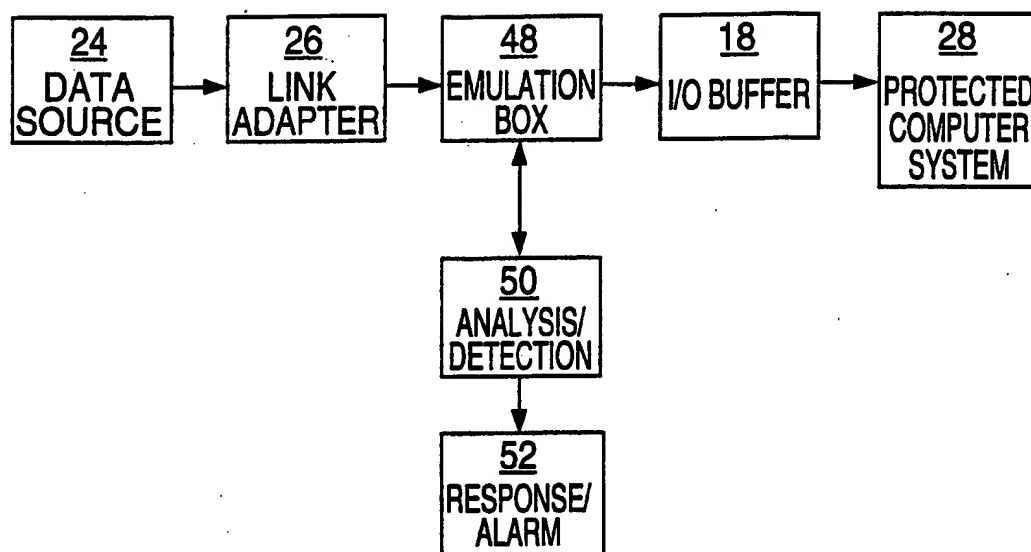 24
DATA
SOURCE
26
LINK
ADAPTER
48
EMULATION
BOX
18
I/O BUFFER
28
PROTECTED
COMPUTER
SYSTEM
50
ANALYSIS/
DETECTION
52
RESPONSE/
ALARM